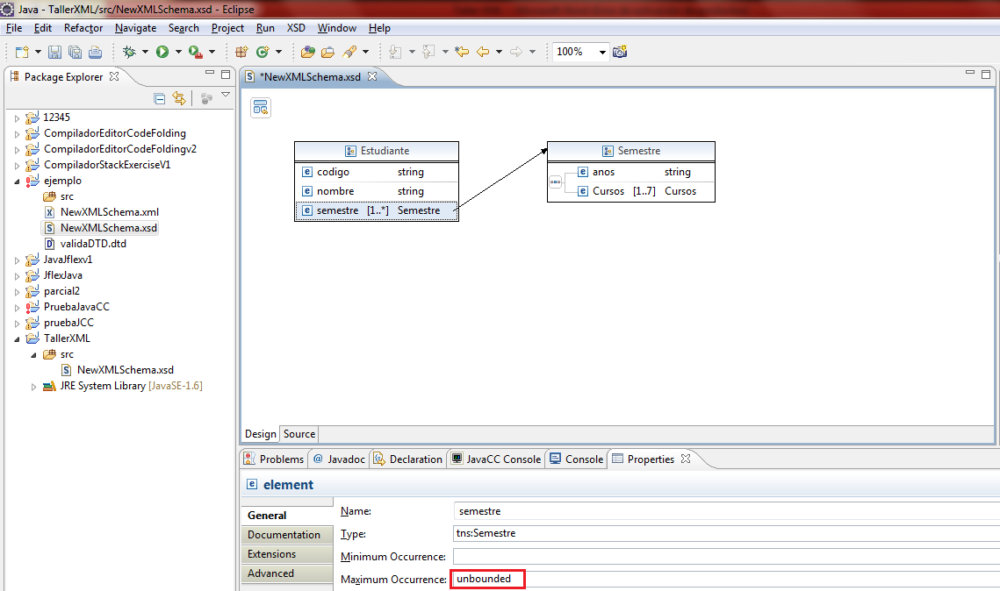 Java - TallerXML/src/NewXMLSchema.xsd - Eclipse
File Edit Refactor Navigate Search Project Run XSD Window Help
100%
Package Explorer
12345
CompiladorEditorCodeFolding
CompiladorEditorCodeFoldingv2
CompiladorStackExerciseV1
ejemplo
src
NewXMLSchema.xml
NewXMLSchema.xsd
validaDTD.dtd
JavaJflexv1
JflexJava
parcial2
PruebaJavaCC
pruebaJCC
TallerXML
src
NewXMLSchema.xsd
JRE System Library [JavaSE-1.6]
*NewXMLSchema.xsd
Estudiante
codigo string
nombre string
semestre [1..*] Semestre
Semestre
anos string
Cursos [1..7] Cursos
Design Source
Problems @ Javadoc Declaration JavaCC Console Console Properties
element
General
Documentation
Extensions
Advanced
Name: semestre
Type: tns:Semestre
Minimum Occurrence:
Maximum Occurrence: unbounded